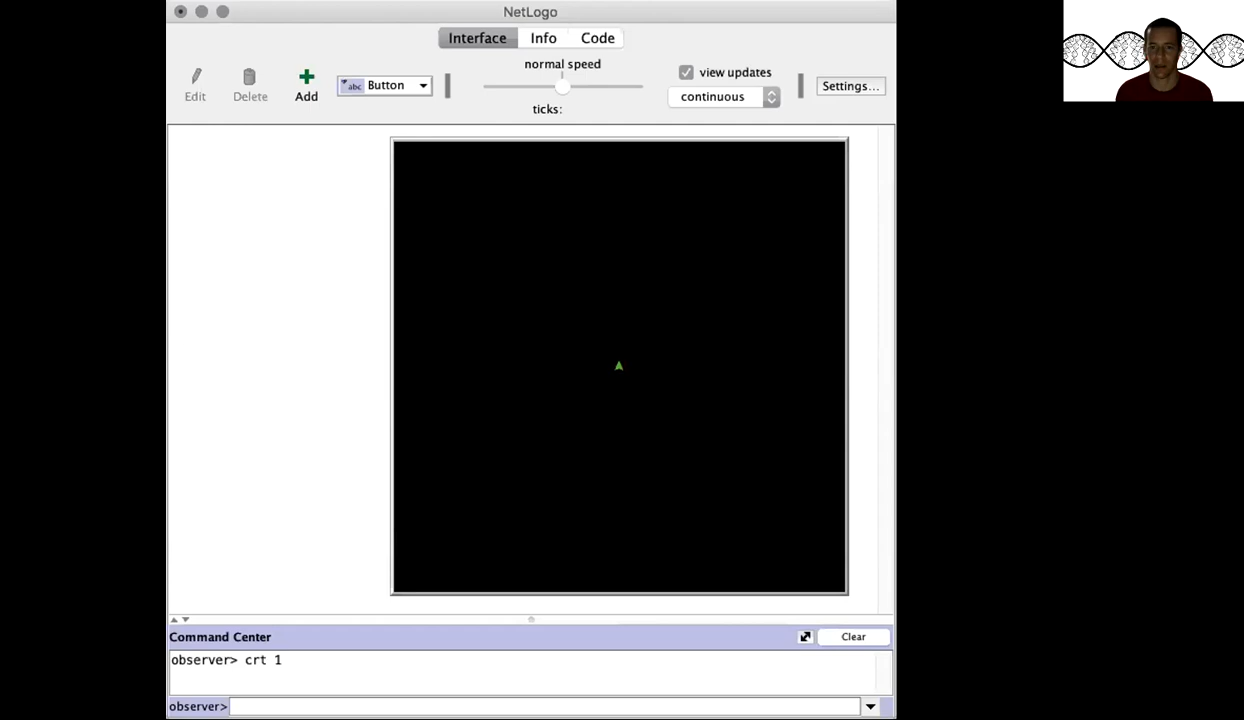 NetLogo
Interface Info Code
normal speed
view updates
Edit Delete Add abc Button continuous Settings...
ticks:
Command Center Clear
observer> crt 1
observer>